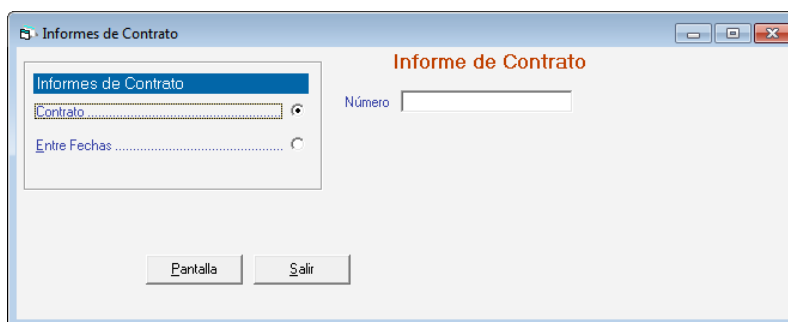 Informes de Contrato
Informe de Contrato
Informes de Contrato
Contrato ........................................................
Número
Entre Fechas ..................................................
Pantalla
Salir